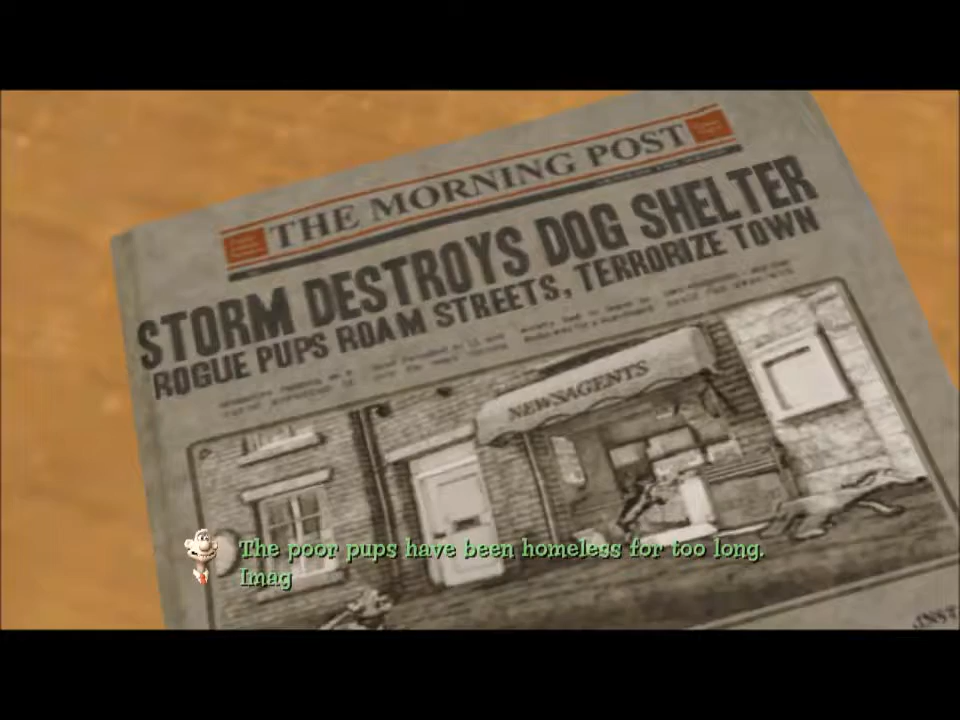 THE MORNING POST
STORM DESTROYS DOG SHELTER
ROGUE PUPS ROAM STREETS, TERRORIZE TOWN
NEWSAGENTS
The poor pups have been homeless for too long.
Imag